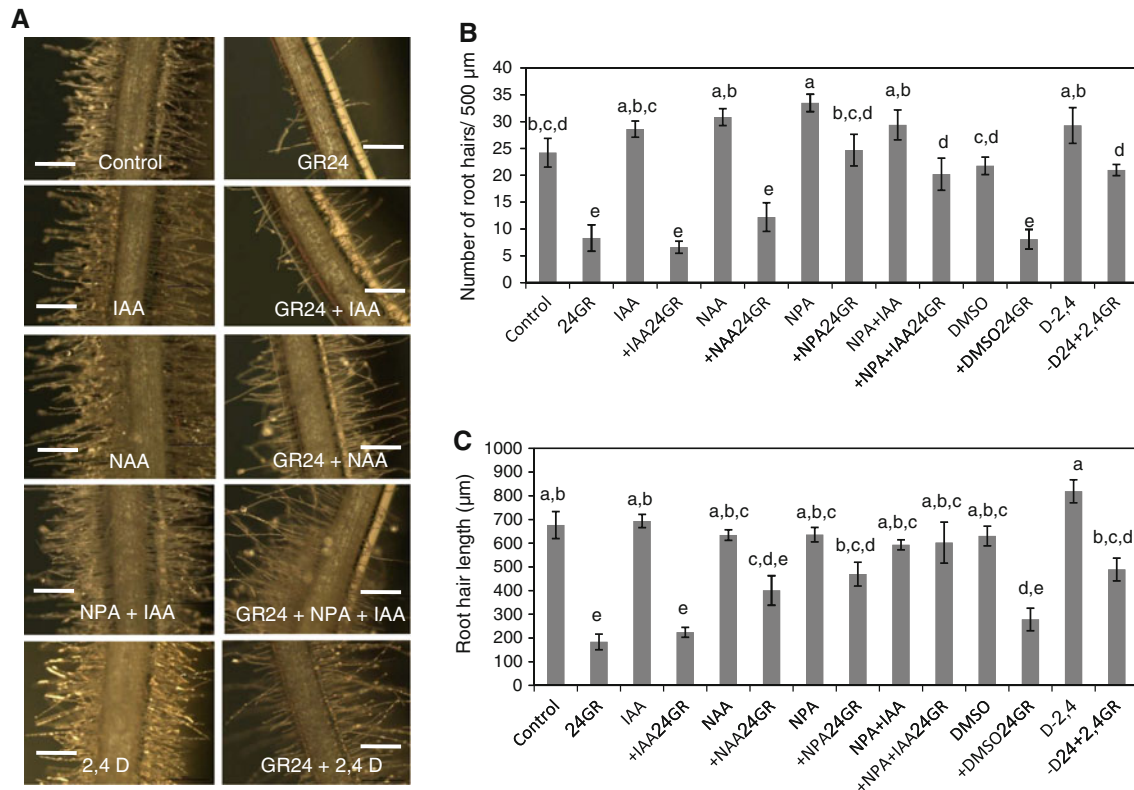 A
Control
GR24
IAA
GR24 + IAA
NAA
GR24 + NAA
NPA + IAA
GR24 + NPA + IAA
2,4 D
GR24 + 2,4 D
B
Number of root hairs/ 500 µm
40
35
30
25
20
15
10
5
0
b,c,d
e
a,b,c
e
a,b
e
a
b,c,d
a,b
d
c,d
e
a,b
d
Control
24GR
IAA
+IAA24GR
NAA
+NAA24GR
NPA
+NPA24GR
NPA+IAA
+NPA+IAA24GR
DMSO
+DMSO24GR
D-2,4
-D24+2,4GR
C
Root hair length (µm)
1000
900
800
700
600
500
400
300
200
100
0
a,b
e
a,b
e
a,b,c
c,d,e
a,b,c
b,c,d
a,b,c
a,b,c
a,b,c
d,e
a
b,c,d
Control
24GR
IAA
+IAA24GR
NAA
+NAA24GR
NPA
+NPA24GR
NPA+IAA
+NPA+IAA24GR
DMSO
+DMSO24GR
D-2,4
-D24+2,4GR